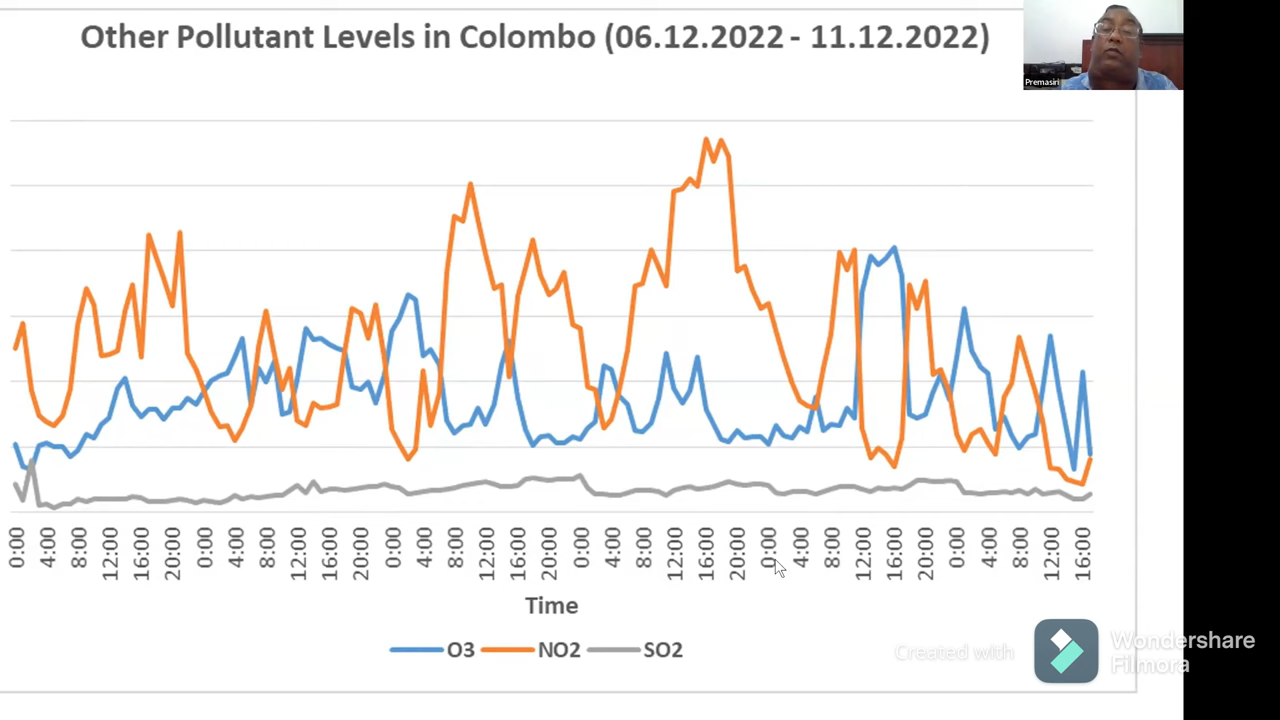 Other Pollutant Levels in Colombo (06.12.2022 - 11.12.2022)
Premasiri
0:00 4:00 8:00 12:00 16:00 20:00 0:00 4:00 8:00 12:00 16:00 20:00 0:00 4:00 8:00 12:00 16:00 20:00 0:00 4:00 8:00 12:00 16:00 20:00 0:00 4:00 8:00 12:00 16:00 20:00 0:00 4:00 8:00 12:00 16:00
Time
O3 NO2 SO2
Created with
Wondershare
Filmora